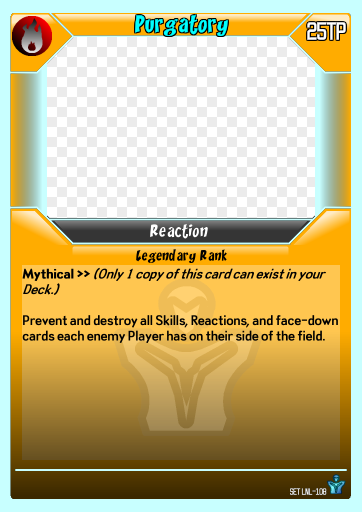 Purgatory
25TP
Reaction
Legendary Rank
Mythical >> (Only 1 copy of this card can exist in your
Deck.)
Prevent and destroy all Skills, Reactions, and face-down
cards each enemy Player has on their side of the field.
SET LNL-108